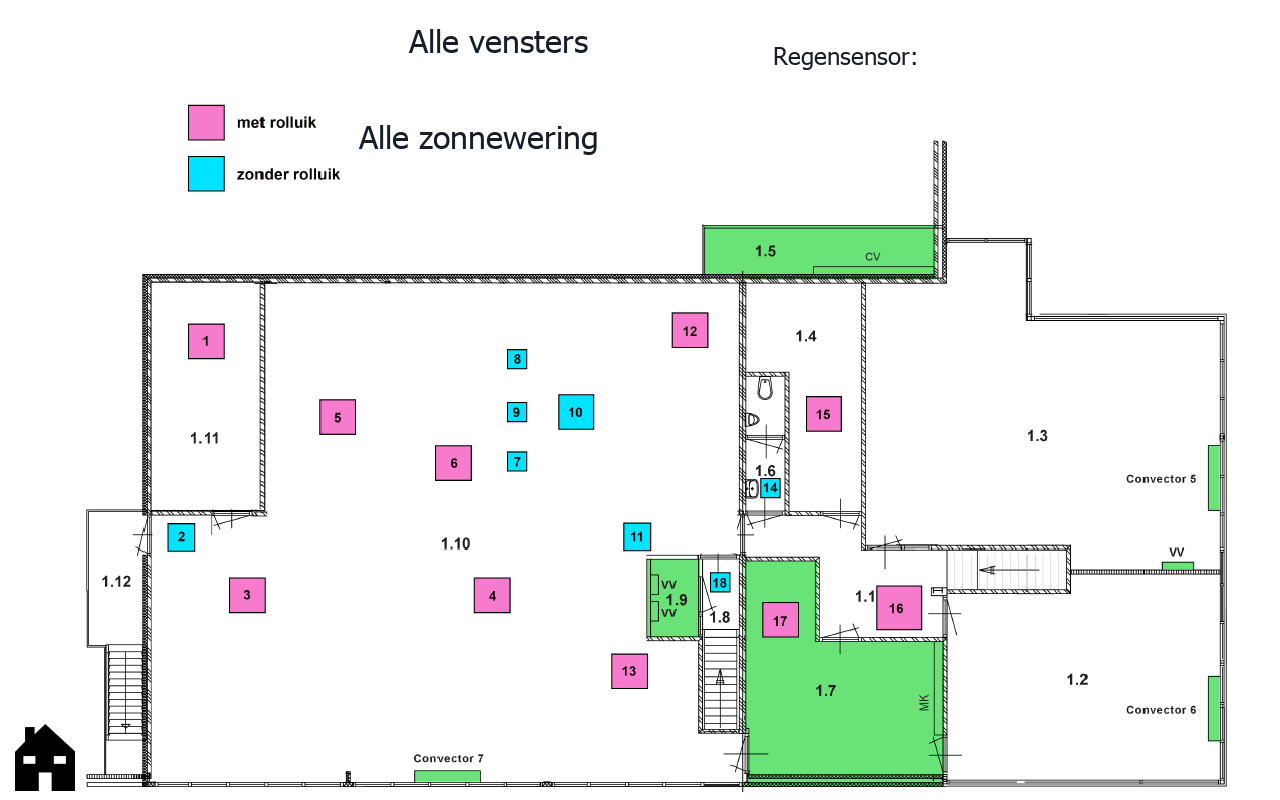 Alle vensters
Regensensor:
met rolluik
Alle zonnewering
zonder rolluik
1.5
CV
1
12
1.4
8
5
9
10
15
1.11
1.3
6
7
1.6
14
Convector 5
2
11
1.10
VV
1.12
18
VV
1.9
VV
1.8
3
4
1.1
16
17
13
1.7
1.2
MK
Convector 6
Convector 7